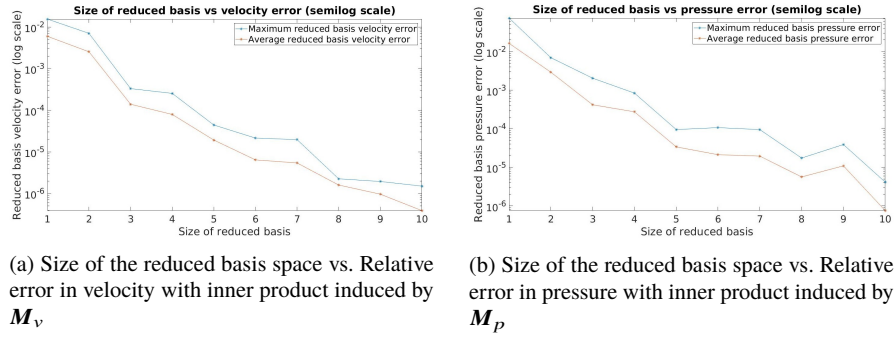 Size of reduced basis vs velocity error (semilog scale)
Reduced basis velocity error (log scale)
10-2
10-3
10-4
10-5
10-6
Maximum reduced basis velocity error
Average reduced basis velocity error
1 2 3 4 5 6 7 8 9 10
Size of reduced basis
(a) Size of the reduced basis space vs. Relative
error in velocity with inner product induced by
Mv
Size of reduced basis vs pressure error (semilog scale)
Reduced basis pressure error (log scale)
10-2
10-3
10-4
10-5
10-6
Maximum reduced basis pressure error
Average reduced basis pressure error
1 2 3 4 5 6 7 8 9 10
Size of reduced basis
(b) Size of the reduced basis space vs. Relative
error in pressure with inner product induced by
Mp